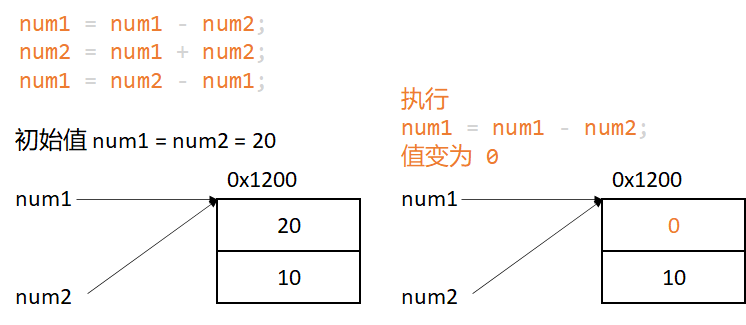 num1 = num1 - num2;
num2 = num1 + num2;
num1 = num2 - num1;
初始值 num1 = num2 = 20
0x1200
num1
20
10
num2
执行
num1 = num1 - num2;
值变为 0
0x1200
num1
0
10
num2